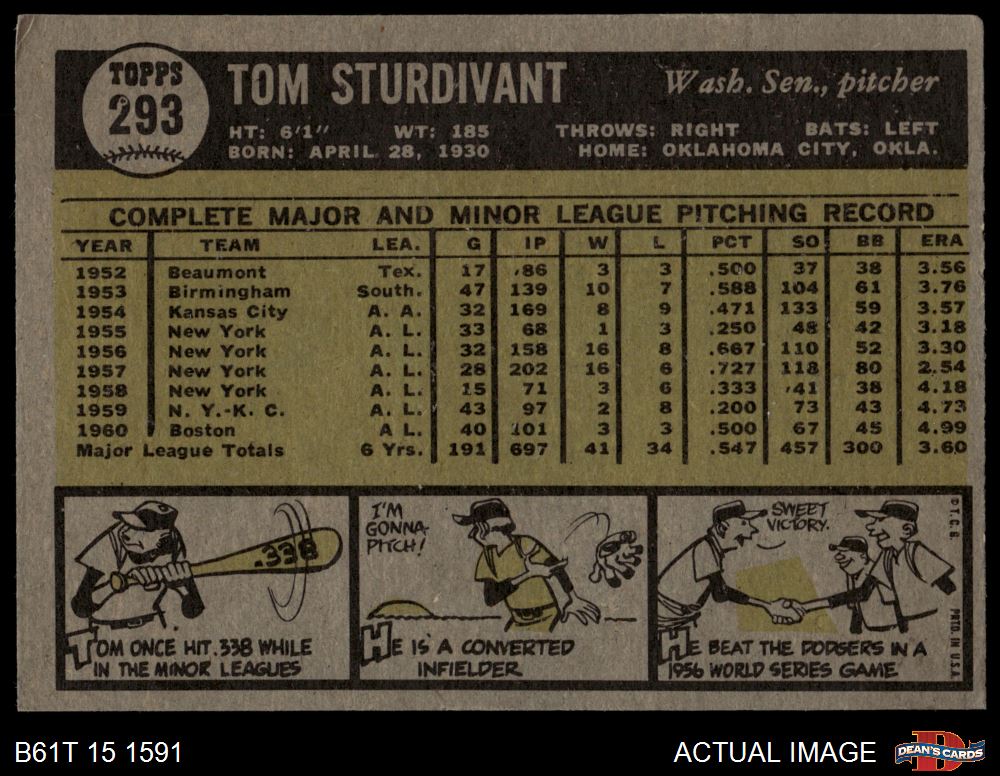 TOPPS
293
TOM STURDIVANT
Wash. Sen., pitcher
HT: 6'1" WT: 185 THROWS: RIGHT BATS: LEFT
BORN: APRIL 28, 1930 HOME: OKLAHOMA CITY, OKLA.
COMPLETE MAJOR AND MINOR LEAGUE PITCHING RECORD
YEAR TEAM LEA. G IP W L PCT SO BB ERA
1952 Beaumont Tex. 17 86 3 3 .500 37 38 3.56
1953 Birmingham South. 47 139 10 7 .588 104 61 3.76
1954 Kansas City A. A. 32 169 8 9 .471 133 59 3.57
1955 New York A. L. 33 68 1 3 .250 48 42 3.18
1956 New York A. L. 32 158 16 8 .667 110 52 3.30
1957 New York A. L. 28 202 16 6 .727 118 80 2.54
1958 New York A. L. 15 71 3 6 .333 41 38 4.18
1959 N. Y.-K. C. A. L. 43 97 2 8 .200 73 43 4.73
1960 Boston A L. 40 101 3 3 .500 67 45 4.99
Major League Totals 6 Yrs. 191 697 41 34 .547 457 300 3.60
.338
TOM ONCE HIT .338 WHILE
IN THE MINOR LEAGUES
I'M
GONNA
PITCH!
HE IS A CONVERTED
INFIELDER
SWEET
VICTORY.
HE BEAT THE DODGERS IN A
1956 WORLD SERIES GAME
© T. C. G.
PRTD. IN U.S.A.
B61T 15 1591
ACTUAL IMAGE
DEAN'S CARDS